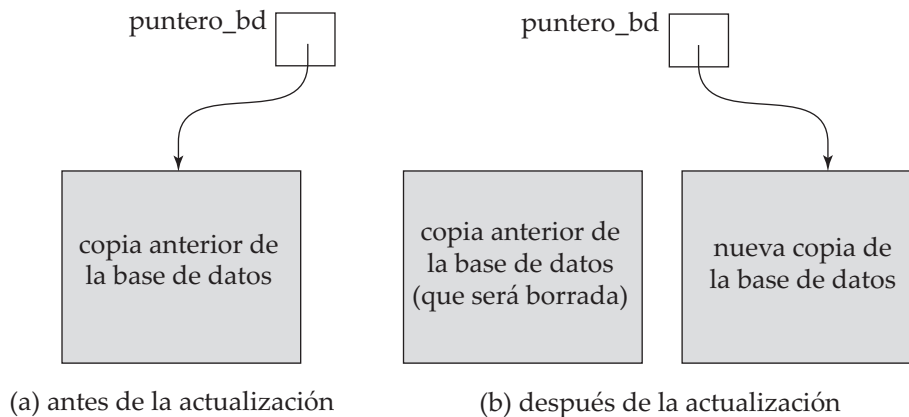 puntero_bd
copia anterior de
la base de datos
(a) antes de la actualización
puntero_bd
copia anterior de
la base de datos
(que será borrada)
nueva copia de
la base de datos
(b) después de la actualización